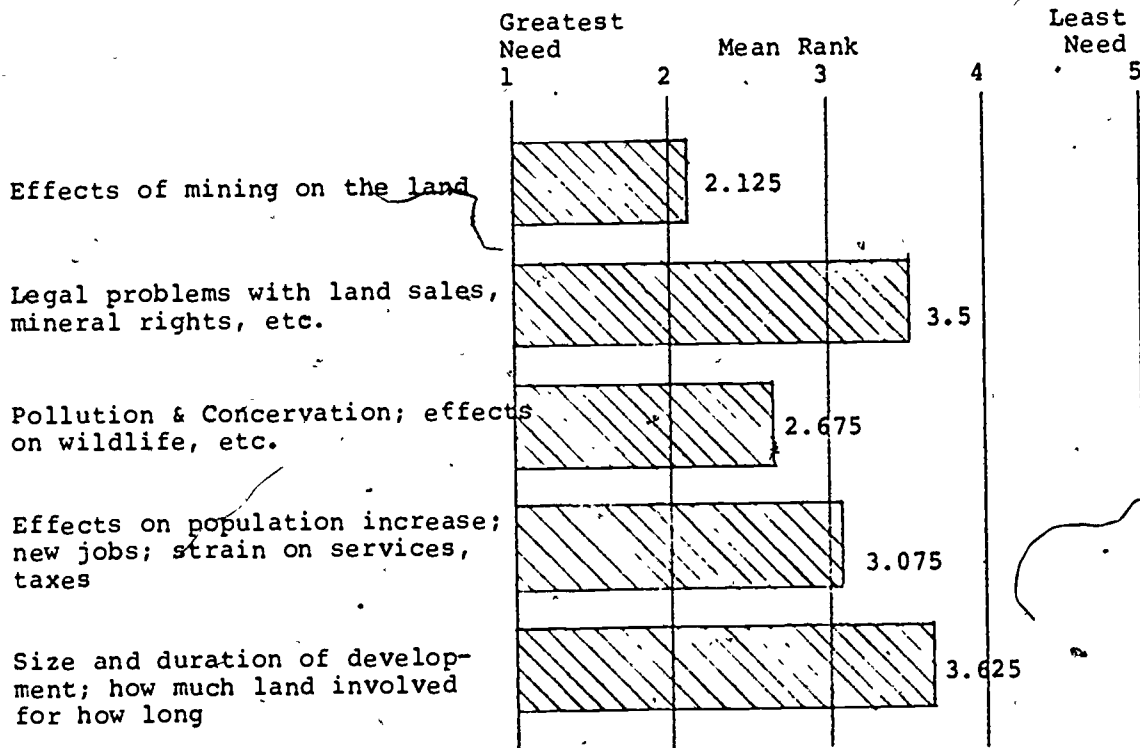 Greatest Need
Mean Rank
Least Need
1 2 3 4 5
Effects of mining on the land
2.125
Legal problems with land sales,
mineral rights, etc.
3.5
Pollution & Concervation; effects
on wildlife, etc.
2.675
Effects on population increase;
new jobs; strain on services,
taxes
3.075
Size and duration of develop-
ment; how much land involved
for how long
3.625